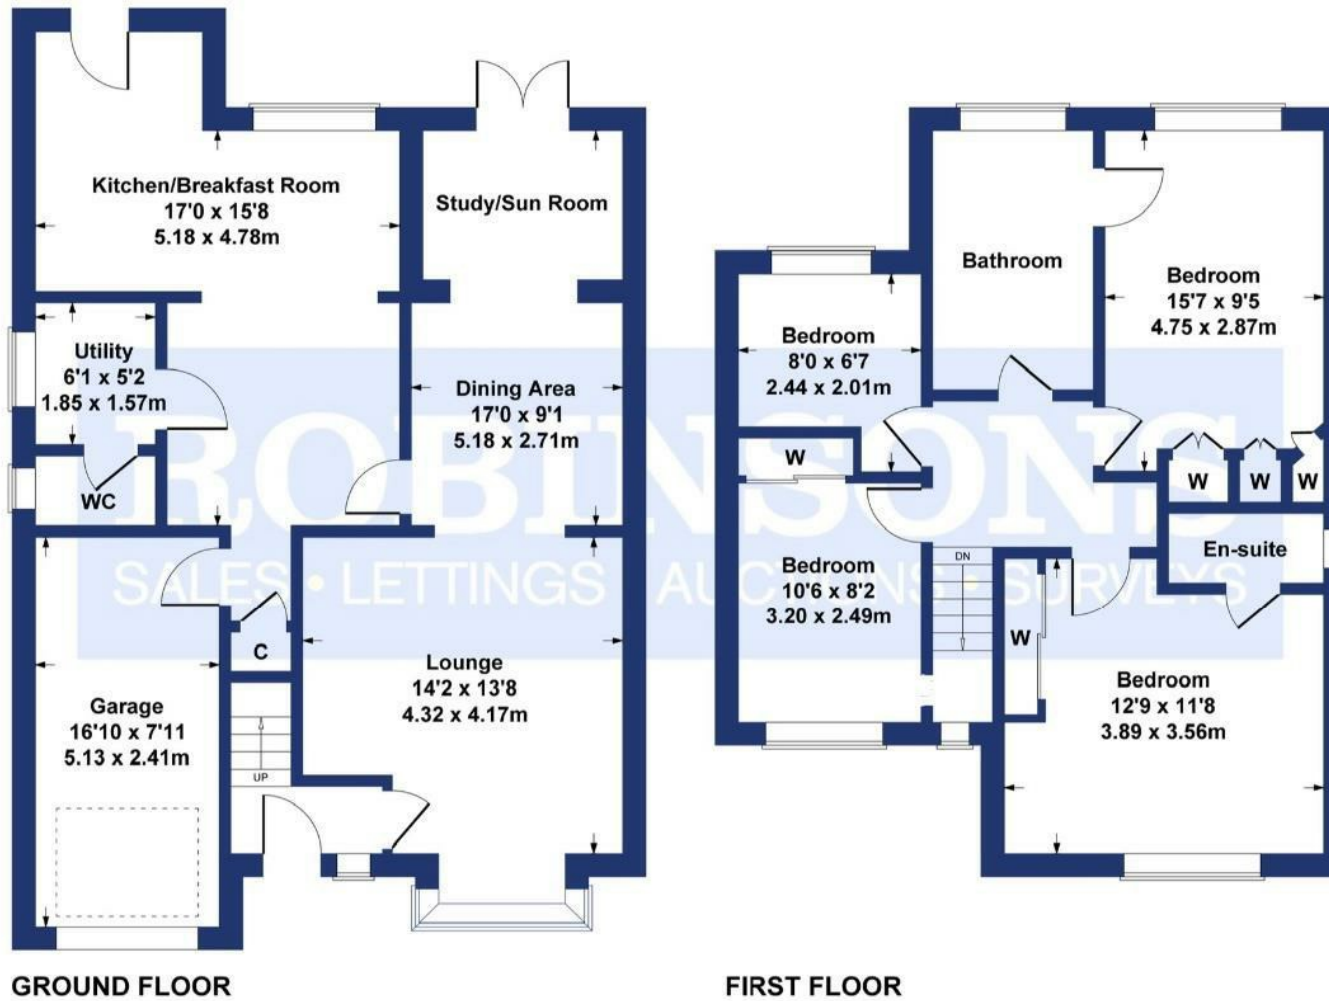 Kitchen/Breakfast Room
17'0 x 15'8
5.18 x 4.78m
Study/Sun Room
Utility
6'1 x 5'2
1.85 x 1.57m
Dining Area
17'0 x 9'1
5.18 x 2.71m
WC
C
Lounge
14'2 x 13'8
4.32 x 4.17m
Garage
16'10 x 7'11
5.13 x 2.41m
UP
GROUND FLOOR
Bathroom
Bedroom
15'7 x 9'5
4.75 x 2.87m
Bedroom
8'0 x 6'7
2.44 x 2.01m
W
W
W
W
En-suite
DN
Bedroom
10'6 x 8'2
3.20 x 2.49m
W
Bedroom
12'9 x 11'8
3.89 x 3.56m
FIRST FLOOR
ROBINSONS
SALES • LETTINGS • AUCTIONS • SURVEYS